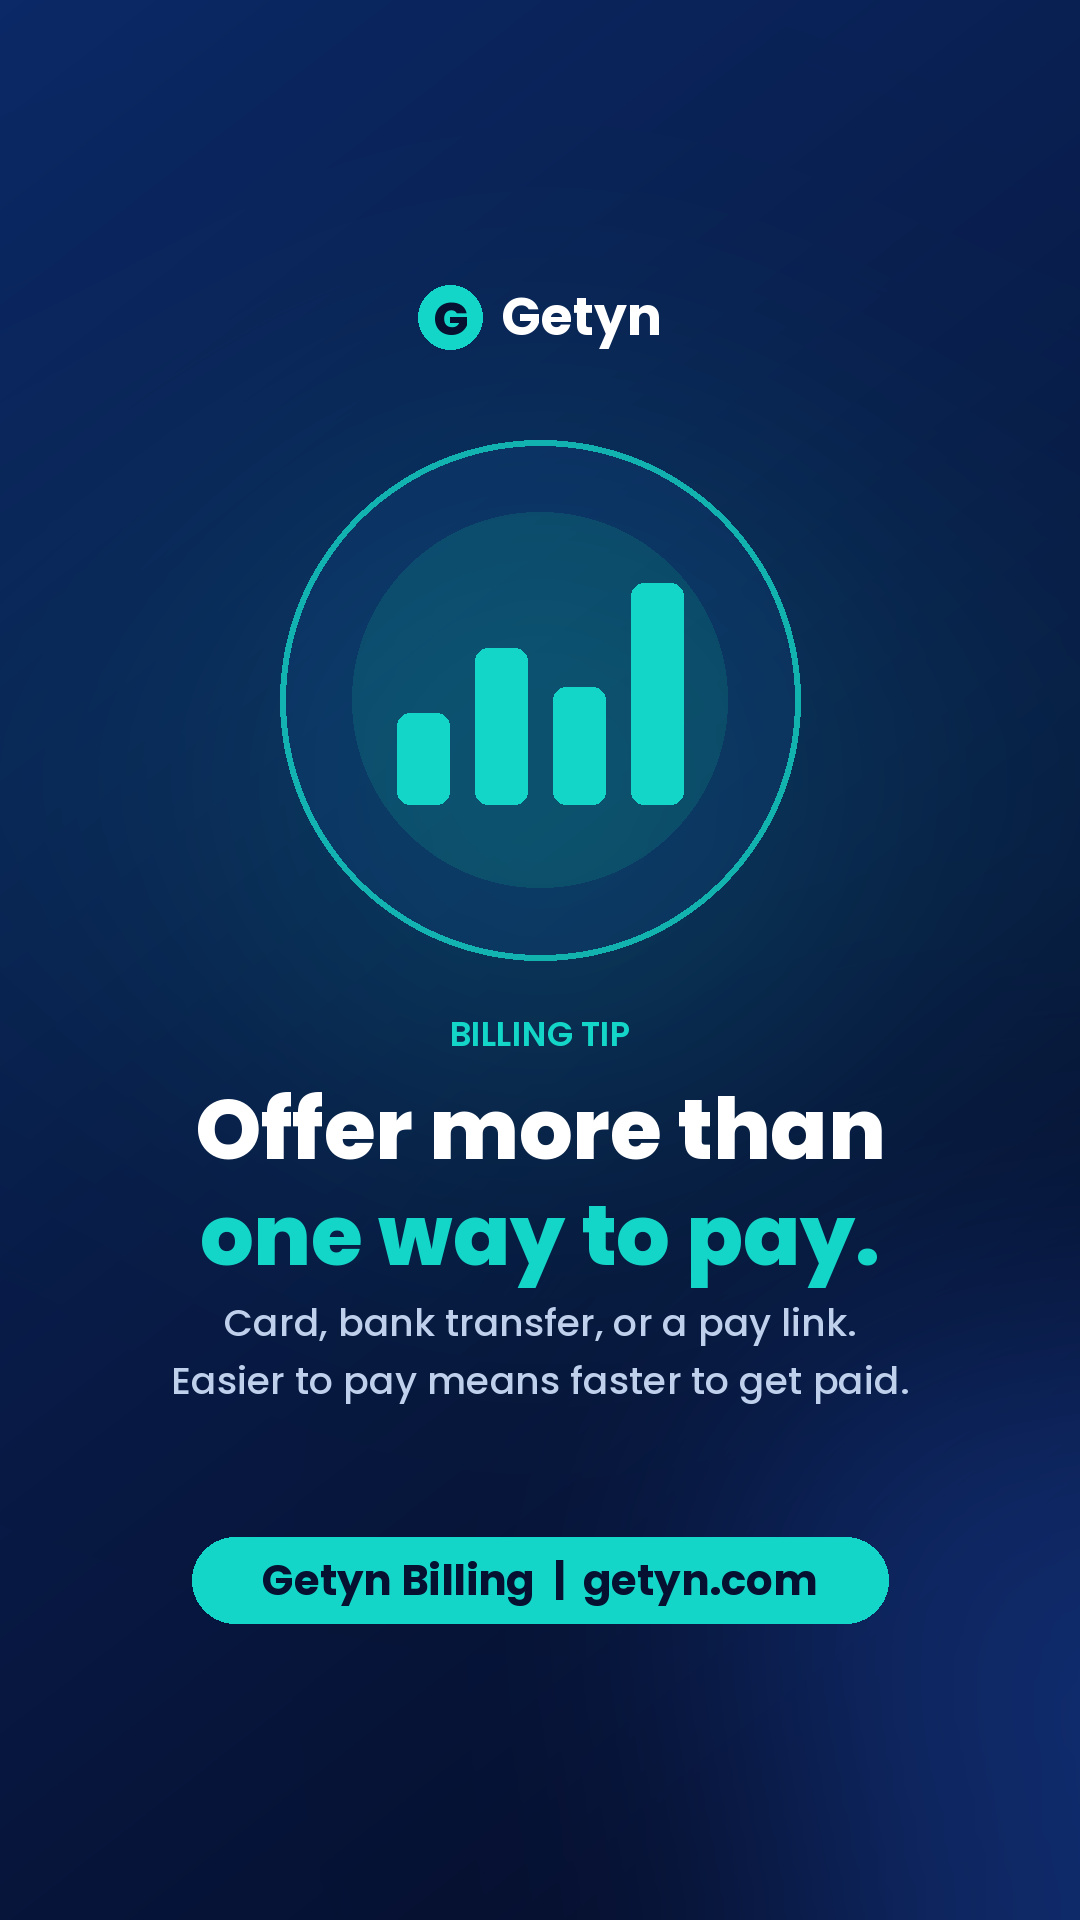 G Getyn
BILLING TIP
Offer more than
one way to pay.
Card, bank transfer, or a pay link.
Easier to pay means faster to get paid.
Getyn Billing | getyn.com